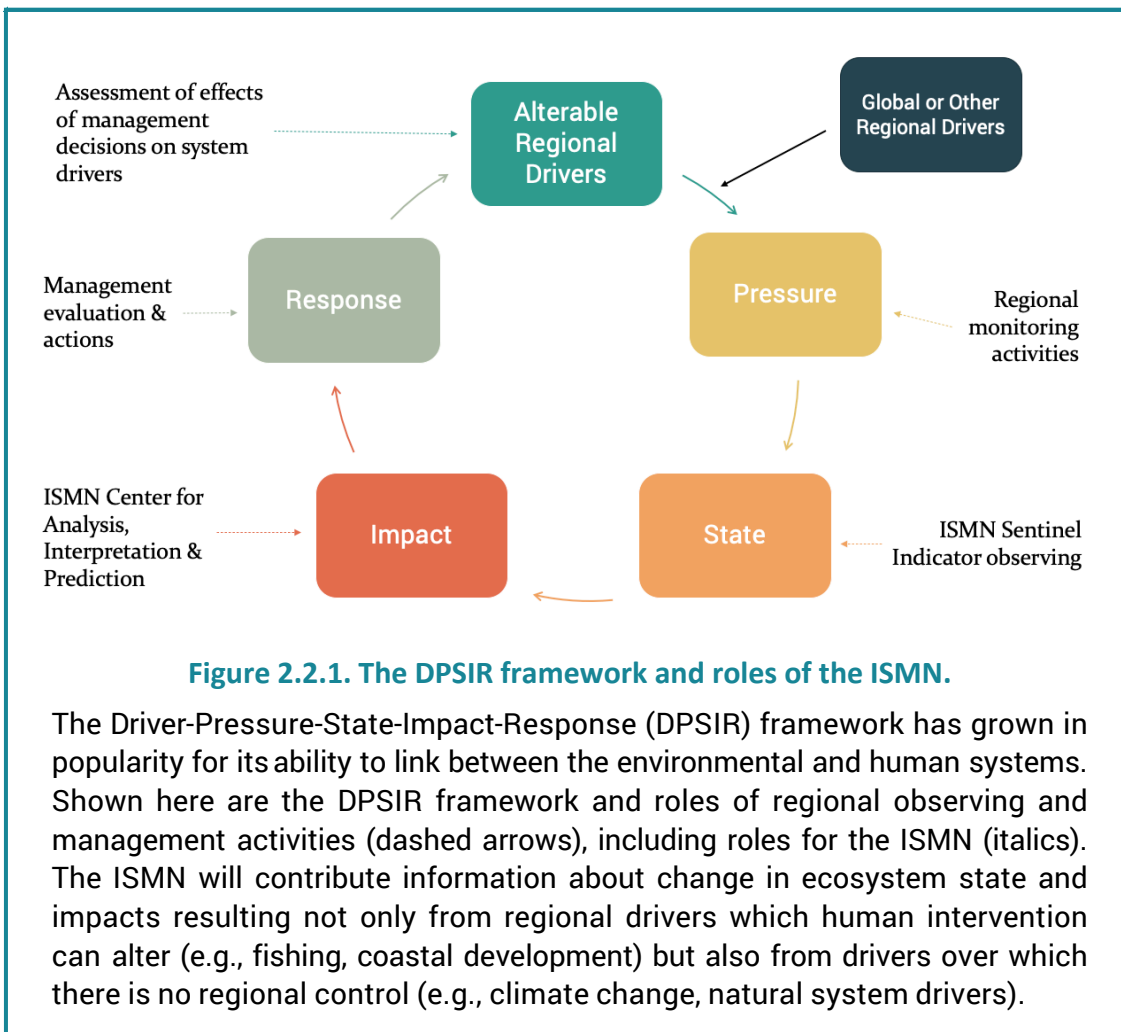 Assessment of effects
of management
decisions on system
drivers
Alterable
Regional
Drivers
Global or Other
Regional Drivers
Management
evaluation &
actions
Response
Pressure
Regional
monitoring
activities
ISMN Center for
Analysis,
Interpretation &
Prediction
Impact
State
ISMN Sentinel
Indicator observing
Figure 2.2.1. The DPSIR framework and roles of the ISMN.
The Driver-Pressure-State-Impact-Response (DPSIR) framework has grown in
popularity for its ability to link between the environmental and human systems.
Shown here are the DPSIR framework and roles of regional observing and
management activities (dashed arrows), including roles for the ISMN (italics).
The ISMN will contribute information about change in ecosystem state and
impacts resulting not only from regional drivers which human intervention
can alter (e.g., fishing, coastal development) but also from drivers over which
there is no regional control (e.g., climate change, natural system drivers).